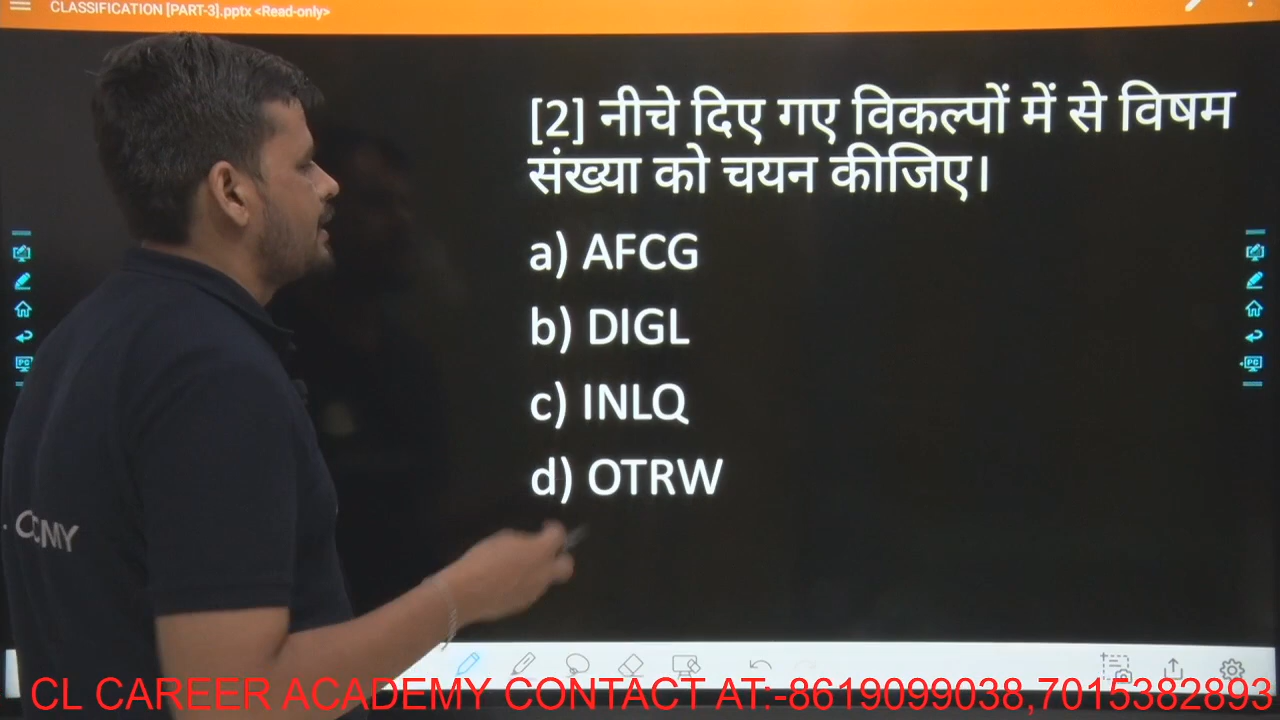 CLASSIFICATION [PART-3].pptx <Read-only>
[2] नीचे दिए गए विकल्पों में से विषम
संख्या को चयन कीजिए।
a) AFCG
b) DIGL
c) INLQ
d) OTRW
CL CAREER ACADEMY CONTACT AT:-8619099038,7015382893